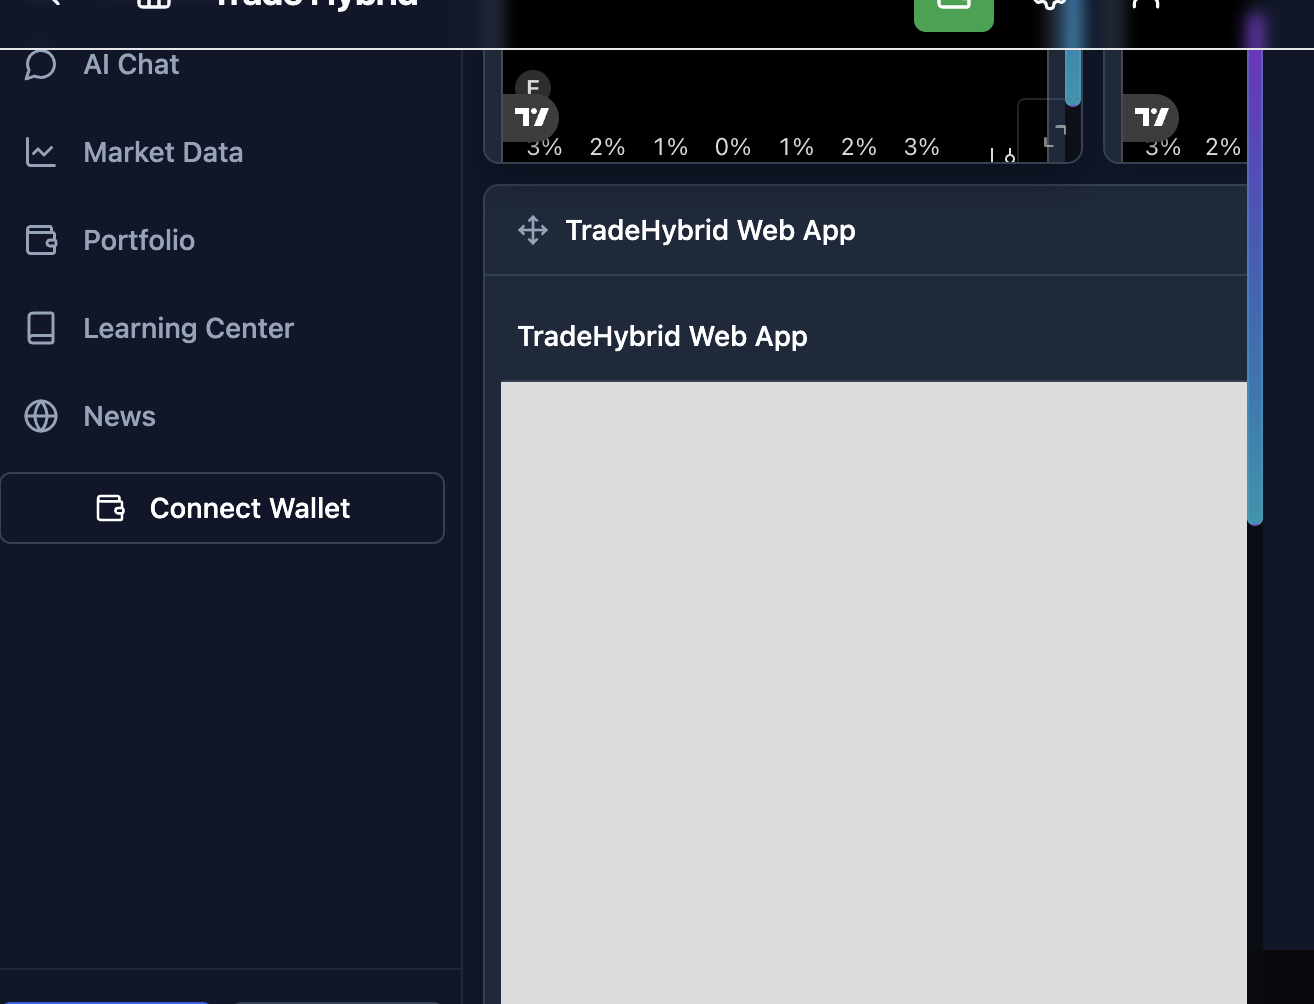 Trade Hybrid
AI Chat
Market Data
Portfolio
Learning Center
News
Connect Wallet
E
3% 2% 1% 0% 1% 2% 3%
3% 2%
TradeHybrid Web App
TradeHybrid Web App